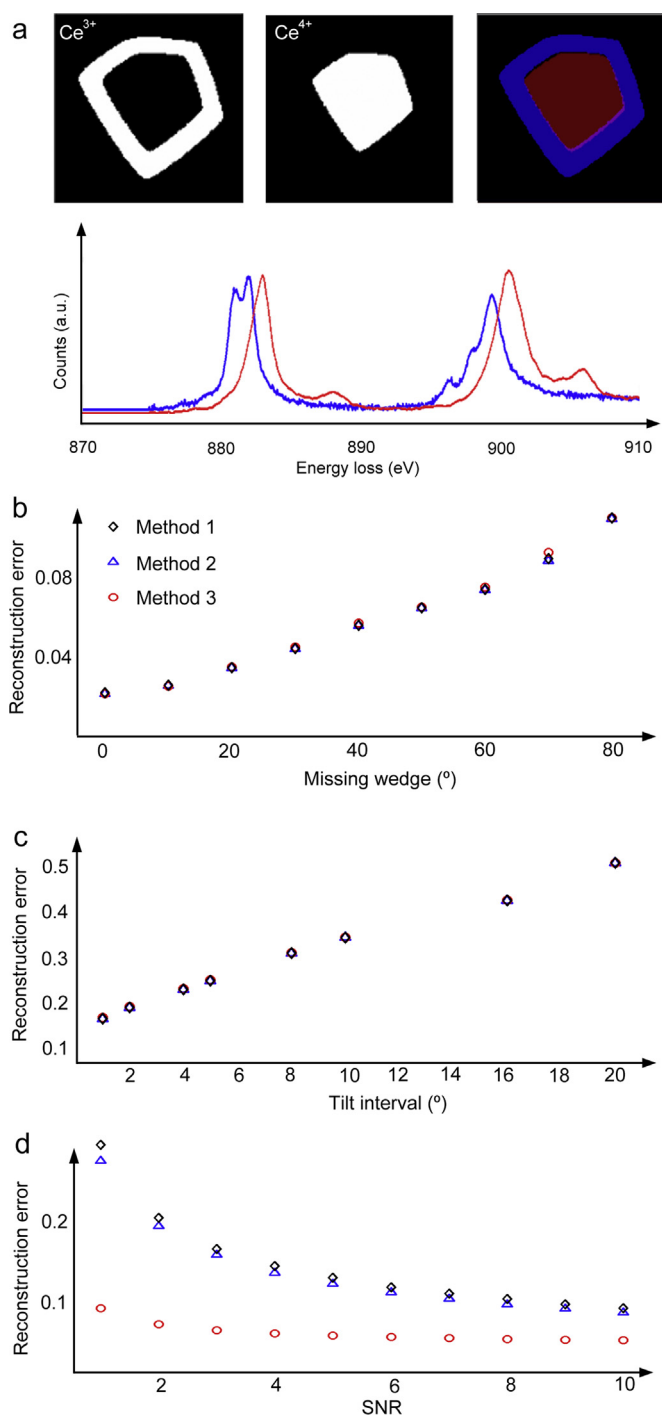 a
Ce3+
Ce4+
Counts (a.u.)
870 880 890 900 910
Energy loss (eV)
b
Method 1
Method 2
Method 3
Reconstruction error
0.08
0.04
0 20 40 60 80
Missing wedge (º)
c
Reconstruction error
0.5
0.4
0.3
0.2
0.1
2 4 6 8 10 12 14 16 18 20
Tilt interval (º)
d
Reconstruction error
0.2
0.1
2 4 6 8 10
SNR